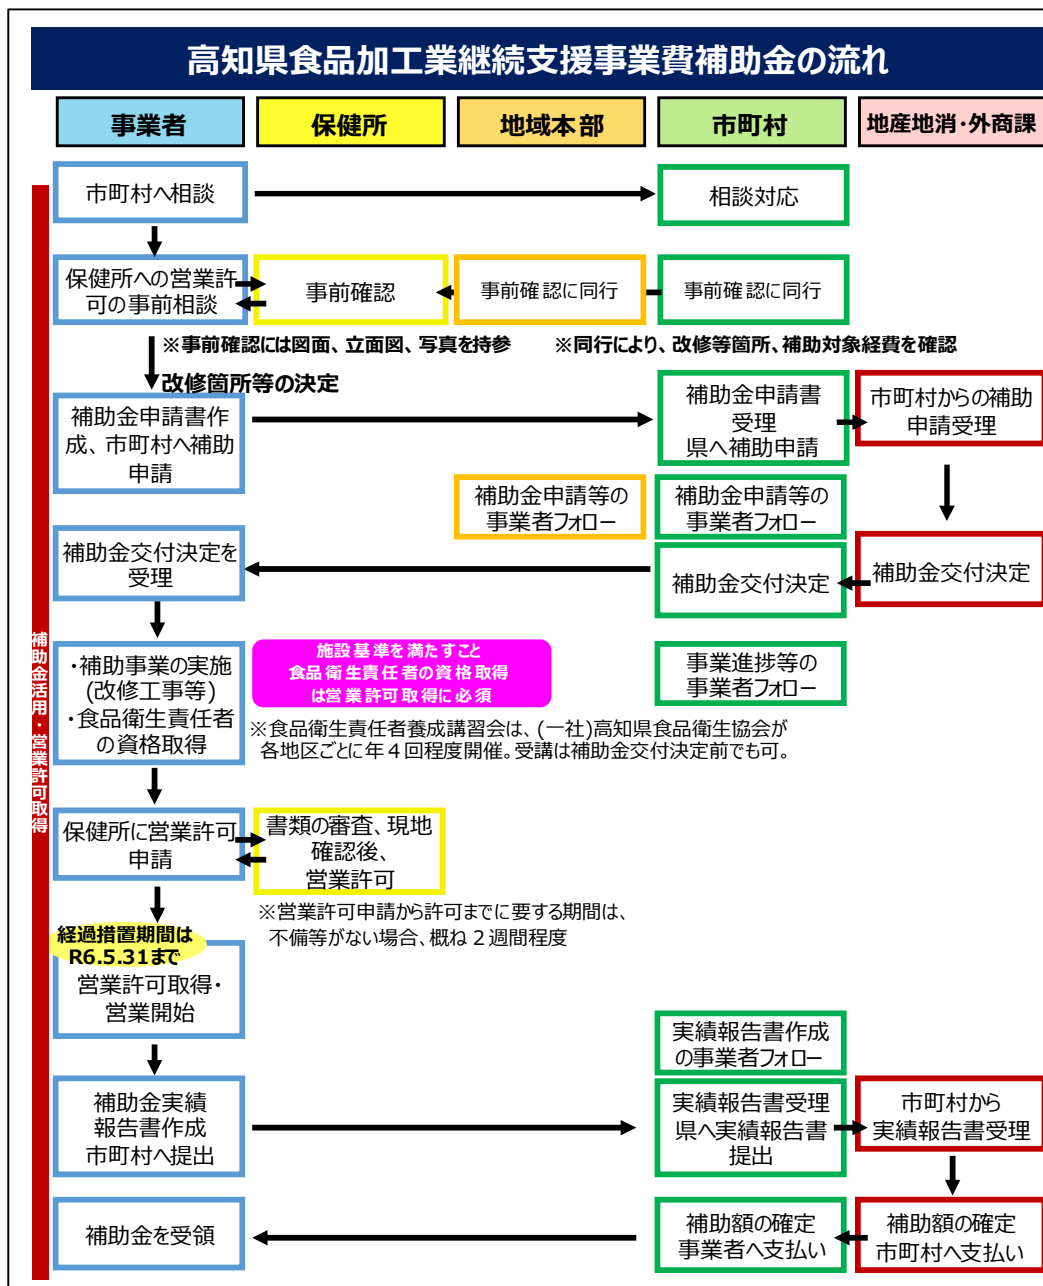 高知県食品加工業継続支援事業費補助金の流れ
事業者
保健所
地域本部
市町村
地産地消・外商課
補助金活用・営業許可取得
市町村へ相談
相談対応
保健所への営業許
可の事前相談
事前確認
事前確認に同行
事前確認に同行
※事前確認には図面、立面図、写真を持参
※同行により、改修等箇所、補助対象経費を確認
改修箇所等の決定
補助金申請書作
成、市町村へ補助
申請
補助金申請書
受理
県へ補助申請
市町村からの補助
申請受理
補助金申請等の
事業者フォロー
補助金申請等の
事業者フォロー
補助金交付決定を
受理
補助金交付決定
補助金交付決定
・補助事業の実施
(改修工事等)
・食品衛生責任者
の資格取得
施設基準を満たすこと
食品衛生責任者の資格取得
は営業許可取得に必須
事業進捗等の
事業者フォロー
※食品衛生責任者養成講習会は、(一社)高知県食品衛生協会が
各地区ごとに年４回程度開催。受講は補助金交付決定前でも可。
保健所に営業許可
申請
書類の審査、現地
確認後、
営業許可
※営業許可申請から許可までに要する期間は、
不備等がない場合、概ね２週間程度
経過措置期間は
R6.5.31まで
営業許可取得・
営業開始
実績報告書作成
の事業者フォロー
補助金実績
報告書作成
市町村へ提出
実績報告書受理
県へ実績報告書
提出
市町村から
実績報告書受理
補助金を受領
補助額の確定
事業者へ支払い
補助額の確定
市町村へ支払い